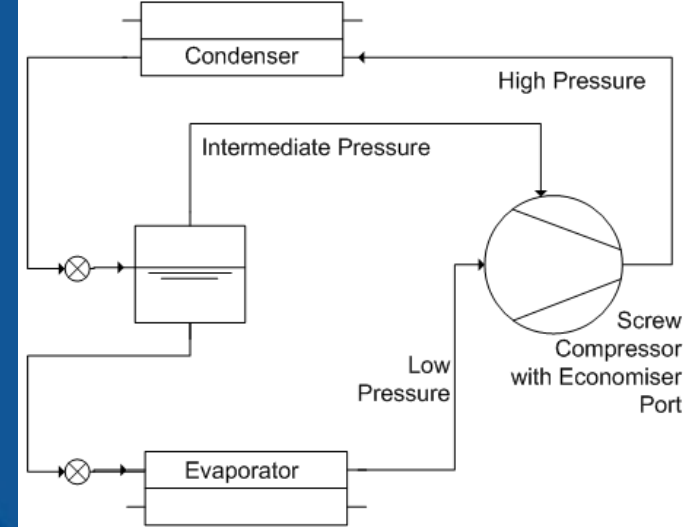 Condenser
High Pressure
Intermediate Pressure
Screw
Compressor
with Economiser
Port
Low
Pressure
Evaporator